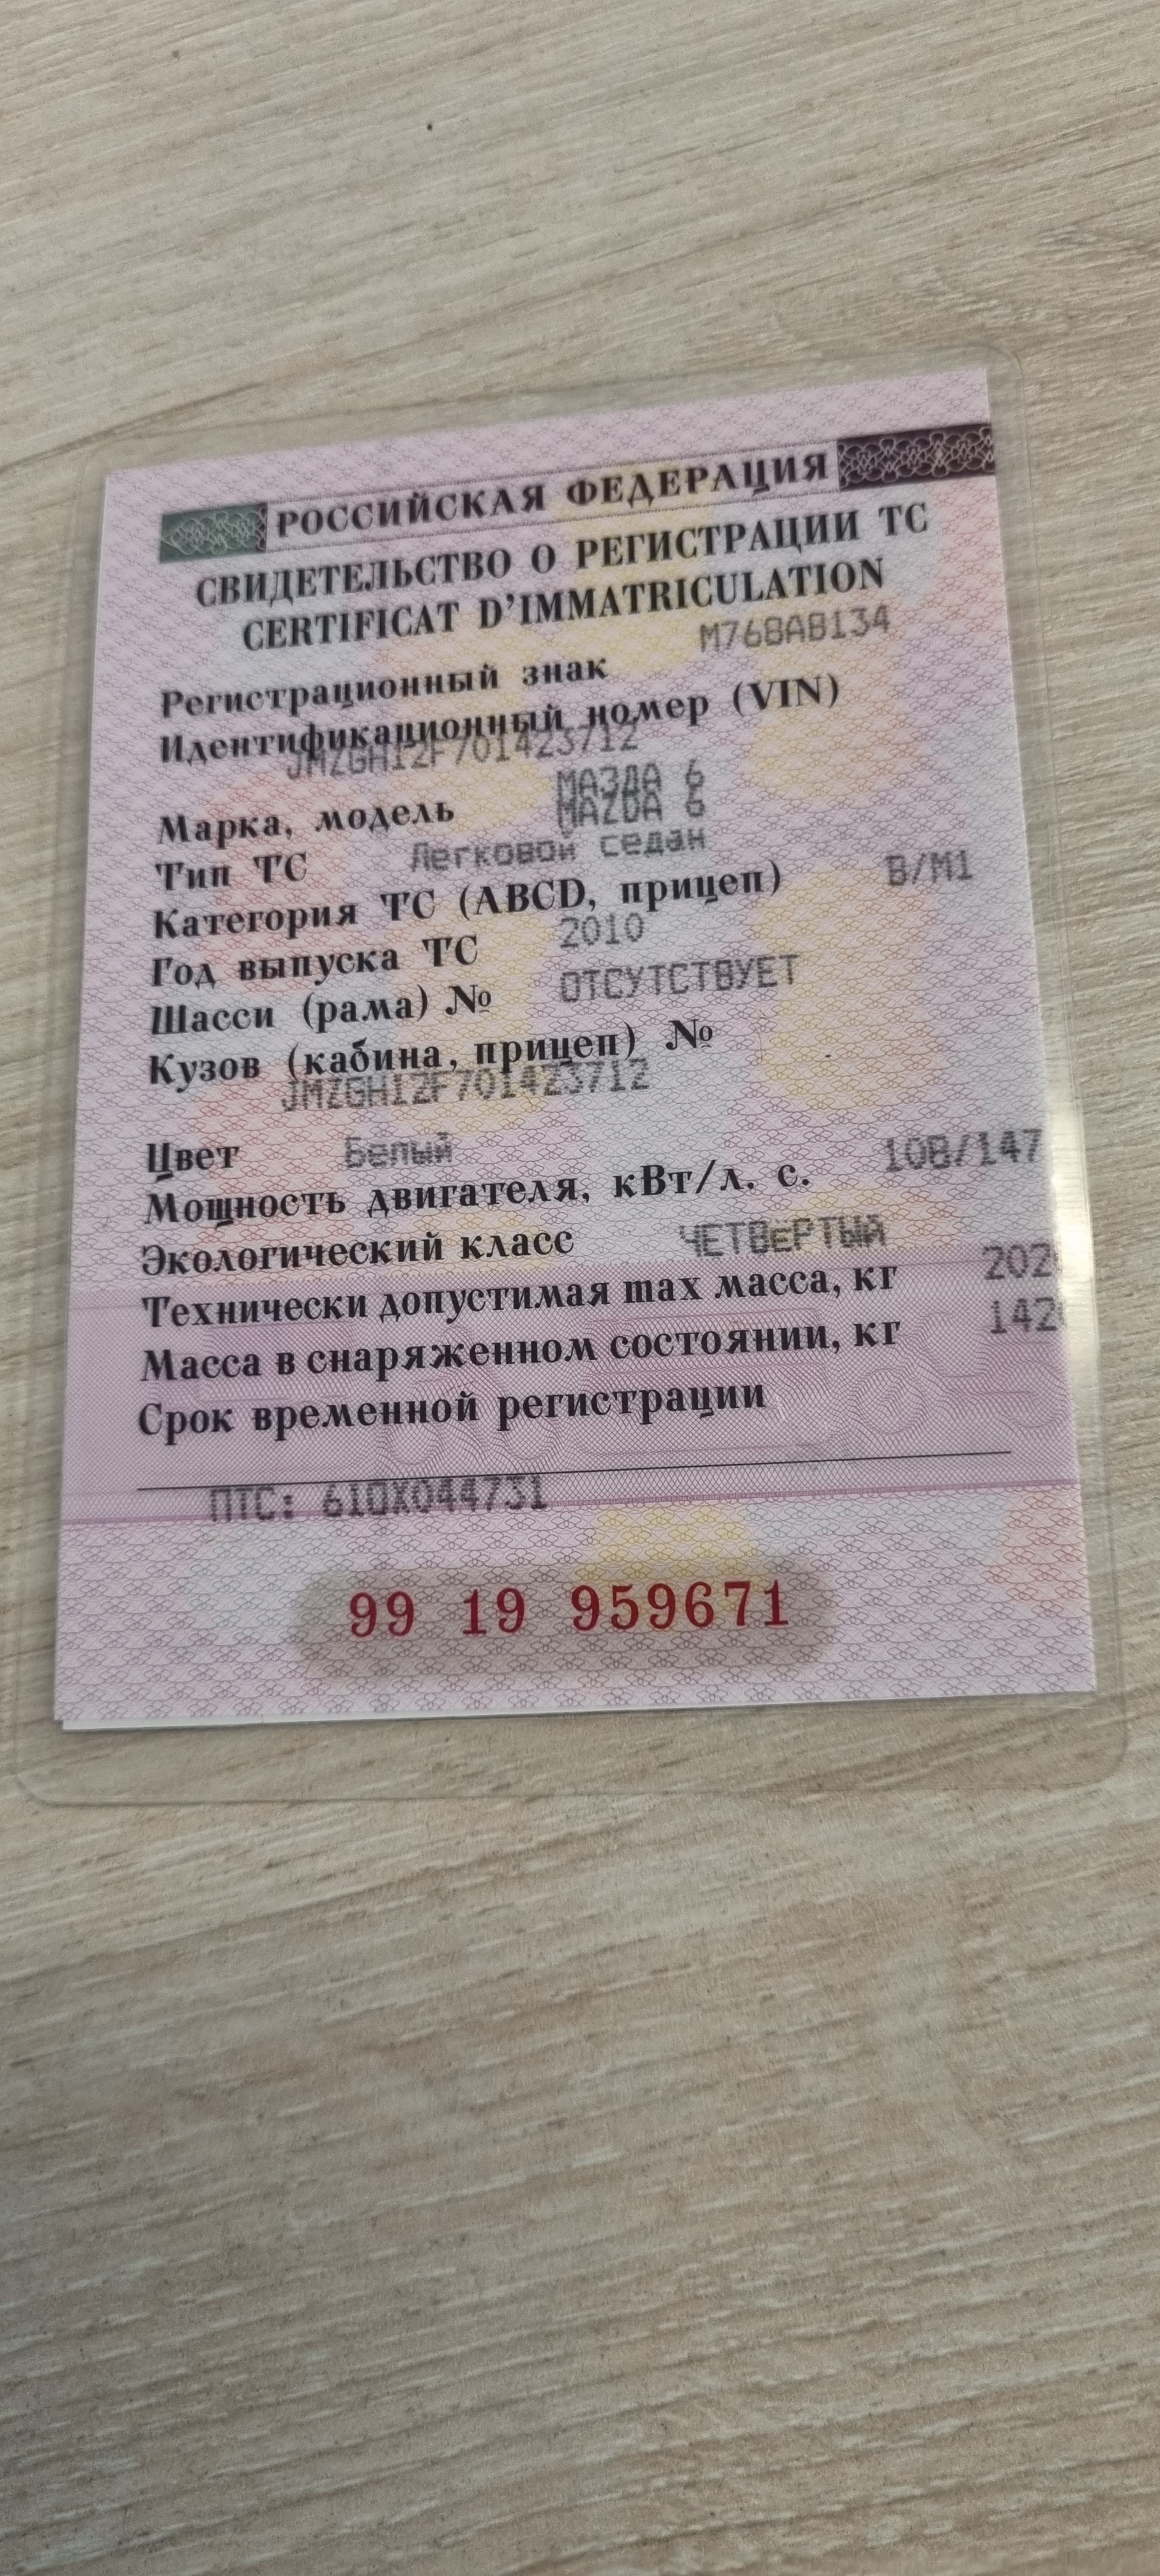 РОССИЙСКАЯ ФЕДЕРАЦИЯ
СВИДЕТЕЛЬСТВО О РЕГИСТРАЦИИ ТС
CERTIFICAT D'IMMATRICULATION
Регистрационный знак М768АВ134
Идентификационный номер (VIN)
JMZGH12F701423712
Марка, модель МАЗДА 6
MAZDA 6
Тип ТС Легковой седан
Категория ТС (ABCD, прицеп) В/М1
Год выпуска ТС 2010
Шасси (рама) № ОТСУТСТВУЕТ
Кузов (кабина, прицеп) №
JMZGH12F701423712
Цвет Белый
Мощность двигателя, кВт/л. с. 108/147
Экологический класс ЧЕТВеРТЫЙ
Технически допустимая max масса, кг
Масса в снаряженном состоянии, кг
Срок временной регистрации
ПТС: 61ОХ044731
99 19 959671